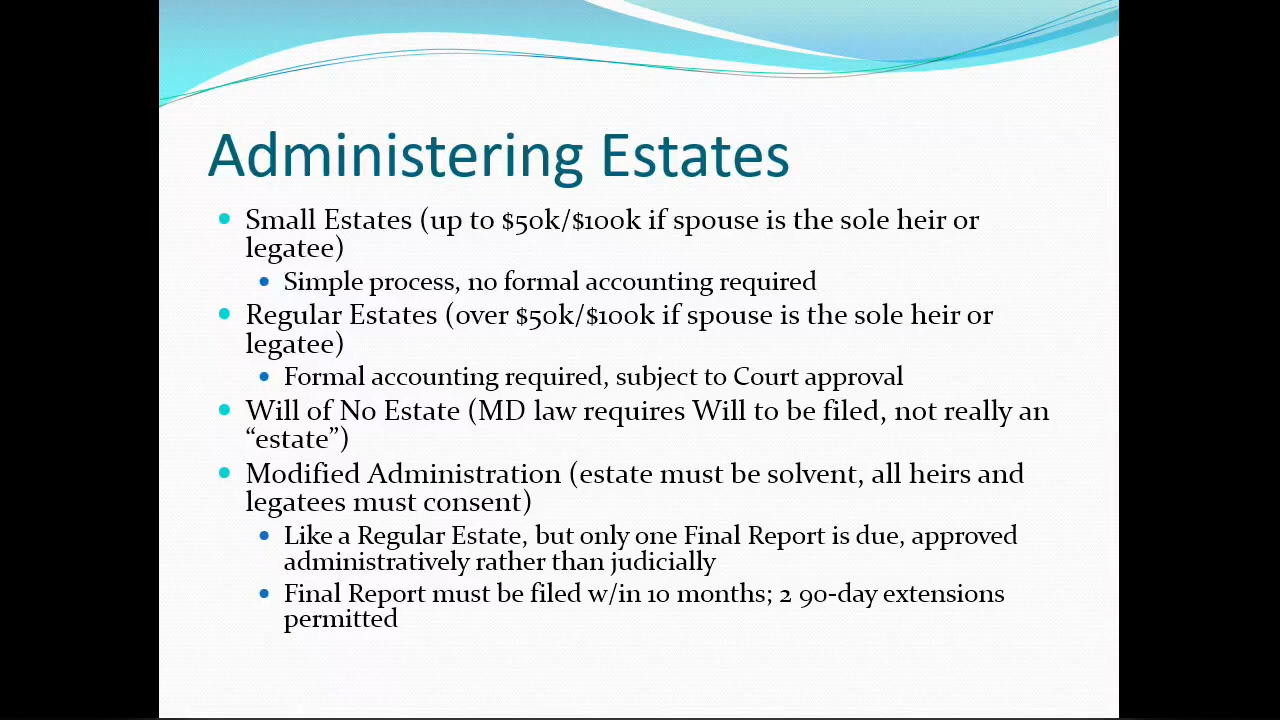 Administering Estates
Small Estates (up to $50k/$100k if spouse is the sole heir or
legatee)
Simple process, no formal accounting required
Regular Estates (over $50k/$100k if spouse is the sole heir or
legatee)
Formal accounting required, subject to Court approval
Will of No Estate (MD law requires Will to be filed, not really an
“estate”)
Modified Administration (estate must be solvent, all heirs and
legatees must consent)
Like a Regular Estate, but only one Final Report is due, approved
administratively rather than judicially
Final Report must be filed w/in 10 months; 2 90-day extensions
permitted